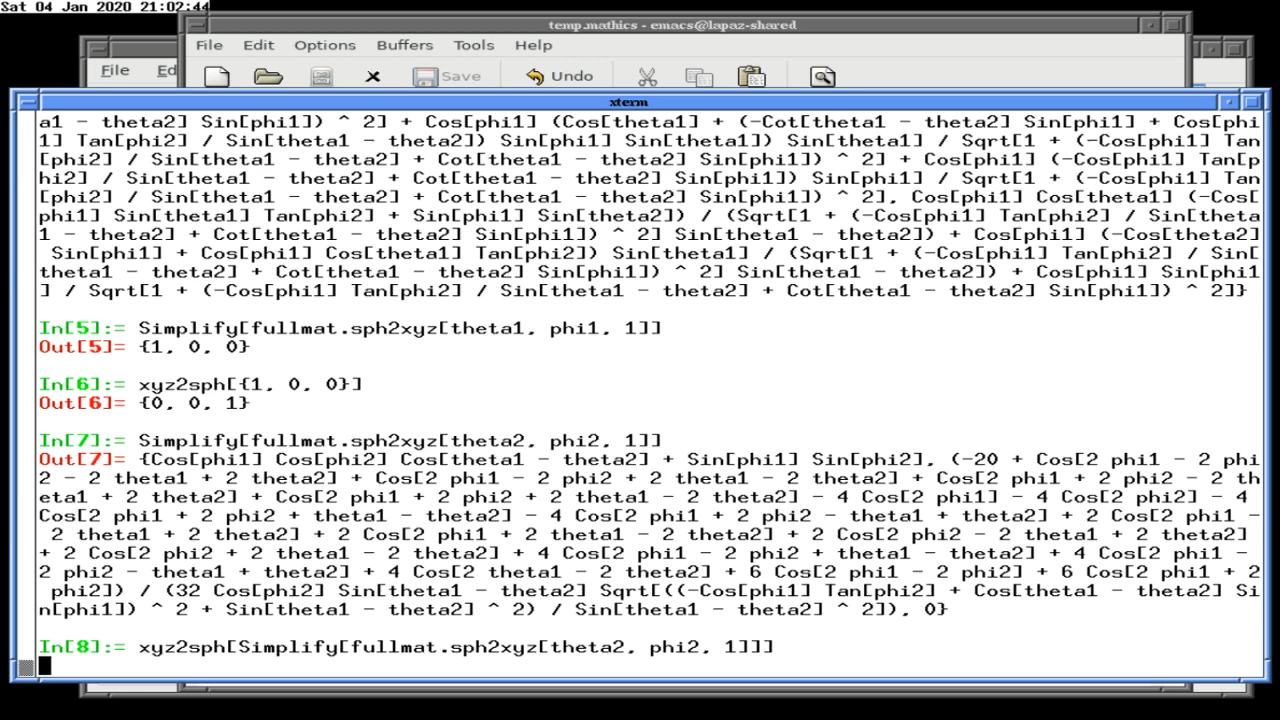 Sat 04 Jan 2020 21:02:44
temp.mathics - emacs@lapaz-shared
File Edit Options Buffers Tools Help
File Ed
Save Undo
xterm
a1 - theta2] Sin[phi1]) ^ 2] + Cos[phi1] (Cos[theta1] + (-Cot[theta1 - theta2] Sin[phi1] + Cos[phi
1] Tan[phi2] / Sin[theta1 - theta2]) Sin[phi1] Sin[theta1]) Sin[theta1] / Sqrt[1 + (-Cos[phi1] Tan
[phi2] / Sin[theta1 - theta2] + Cot[theta1 - theta2] Sin[phi1]) ^ 2] + Cos[phi1] (-Cos[phi1] Tan[p
hi2] / Sin[theta1 - theta2] + Cot[theta1 - theta2] Sin[phi1]) Sin[phi1] / Sqrt[1 + (-Cos[phi1] Tan
[phi2] / Sin[theta1 - theta2] + Cot[theta1 - theta2] Sin[phi1]) ^ 2], Cos[phi1] Cos[theta1] (-Cos[
phi1] Sin[theta1] Tan[phi2] + Sin[phi1] Sin[theta2]) / (Sqrt[1 + (-Cos[phi1] Tan[phi2] / Sin[theta
1 - theta2] + Cot[theta1 - theta2] Sin[phi1]) ^ 2] Sin[theta1 - theta2]) + Cos[phi1] (-Cos[theta2]
 Sin[phi1] + Cos[phi1] Cos[theta1] Tan[phi2]) Sin[theta1] / (Sqrt[1 + (-Cos[phi1] Tan[phi2] / Sin[
theta1 - theta2] + Cot[theta1 - theta2] Sin[phi1]) ^ 2] Sin[theta1 - theta2]) + Cos[phi1] Sin[phi1
] / Sqrt[1 + (-Cos[phi1] Tan[phi2] / Sin[theta1 - theta2] + Cot[theta1 - theta2] Sin[phi1]) ^ 2]}
In[5]:= Simplify[fullmat.sph2xyz[theta1, phi1, 1]]
Out[5]= {1, 0, 0}
In[6]:= xyz2sph[{1, 0, 0}]
Out[6]= {0, 0, 1}
In[7]:= Simplify[fullmat.sph2xyz[theta2, phi2, 1]]
Out[7]= {Cos[phi1] Cos[phi2] Cos[theta1 - theta2] + Sin[phi1] Sin[phi2], (-20 + Cos[2 phi1 - 2 phi
2 - 2 theta1 + 2 theta2] + Cos[2 phi1 - 2 phi2 + 2 theta1 - 2 theta2] + Cos[2 phi1 + 2 phi2 - 2 th
eta1 + 2 theta2] + Cos[2 phi1 + 2 phi2 + 2 theta1 - 2 theta2] - 4 Cos[2 phi1] - 4 Cos[2 phi2] - 4
Cos[2 phi1 + 2 phi2 + theta1 - theta2] - 4 Cos[2 phi1 + 2 phi2 - theta1 + theta2] + 2 Cos[2 phi1 -
 2 theta1 + 2 theta2] + 2 Cos[2 phi1 + 2 theta1 - 2 theta2] + 2 Cos[2 phi2 - 2 theta1 + 2 theta2]
+ 2 Cos[2 phi2 + 2 theta1 - 2 theta2] + 4 Cos[2 phi1 - 2 phi2 + theta1 - theta2] + 4 Cos[2 phi1 -
2 phi2 - theta1 + theta2] + 4 Cos[2 theta1 - 2 theta2] + 6 Cos[2 phi1 - 2 phi2] + 6 Cos[2 phi1 + 2
 phi2]) / (32 Cos[phi2] Sin[theta1 - theta2] Sqrt[((-Cos[phi1] Tan[phi2] + Cos[theta1 - theta2] Si
n[phi1]) ^ 2 + Sin[theta1 - theta2] ^ 2) / Sin[theta1 - theta2] ^ 2]), 0}
In[8]:= xyz2sph[Simplify[fullmat.sph2xyz[theta2, phi2, 1]]]